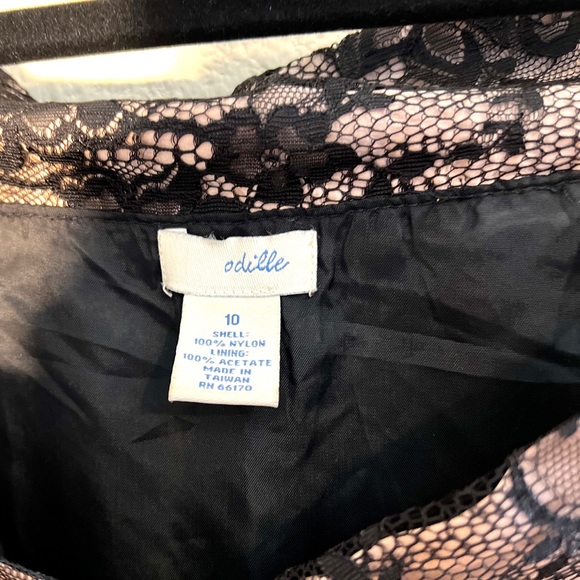 odille
10
SHELL:
100% NYLON
LINING:
100% ACETATE
MADE IN
TAIWAN
RN 66170